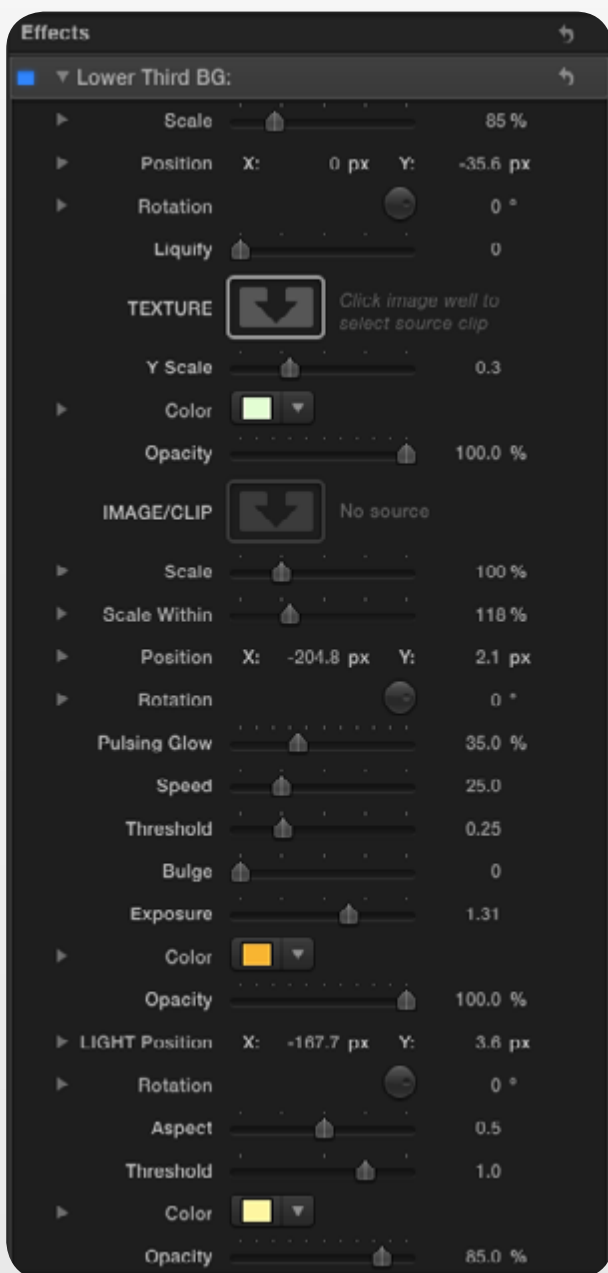 Effects
Lower Third BG:
Scale 85 %
Position X: 0 px Y: -35.6 px
Rotation 0 °
Liquify 0
TEXTURE Click image well to
select source clip
Y Scale 0.3
Color
Opacity 100.0 %
IMAGE/CLIP No source
Scale 100 %
Scale Within 118 %
Position X: -204.8 px Y: 2.1 px
Rotation 0 °
Pulsing Glow 35.0 %
Speed 25.0
Threshold 0.25
Bulge 0
Exposure 1.31
Color
Opacity 100.0 %
LIGHT Position X: -167.7 px Y: 3.6 px
Rotation 0 °
Aspect 0.5
Threshold 1.0
Color
Opacity 85.0 %